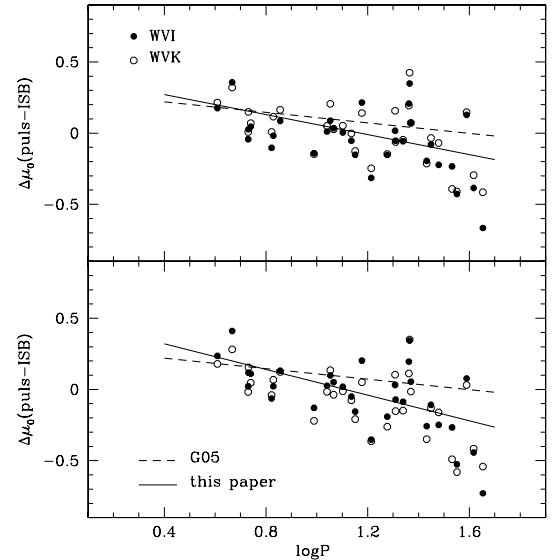 WVI
WVK
0.5
0
−0.5
Δμ₀(puls−ISB)
0.5
0
−0.5
Δμ₀(puls−ISB)
G05
this paper
0.4
0.8
1.2
1.6
logP